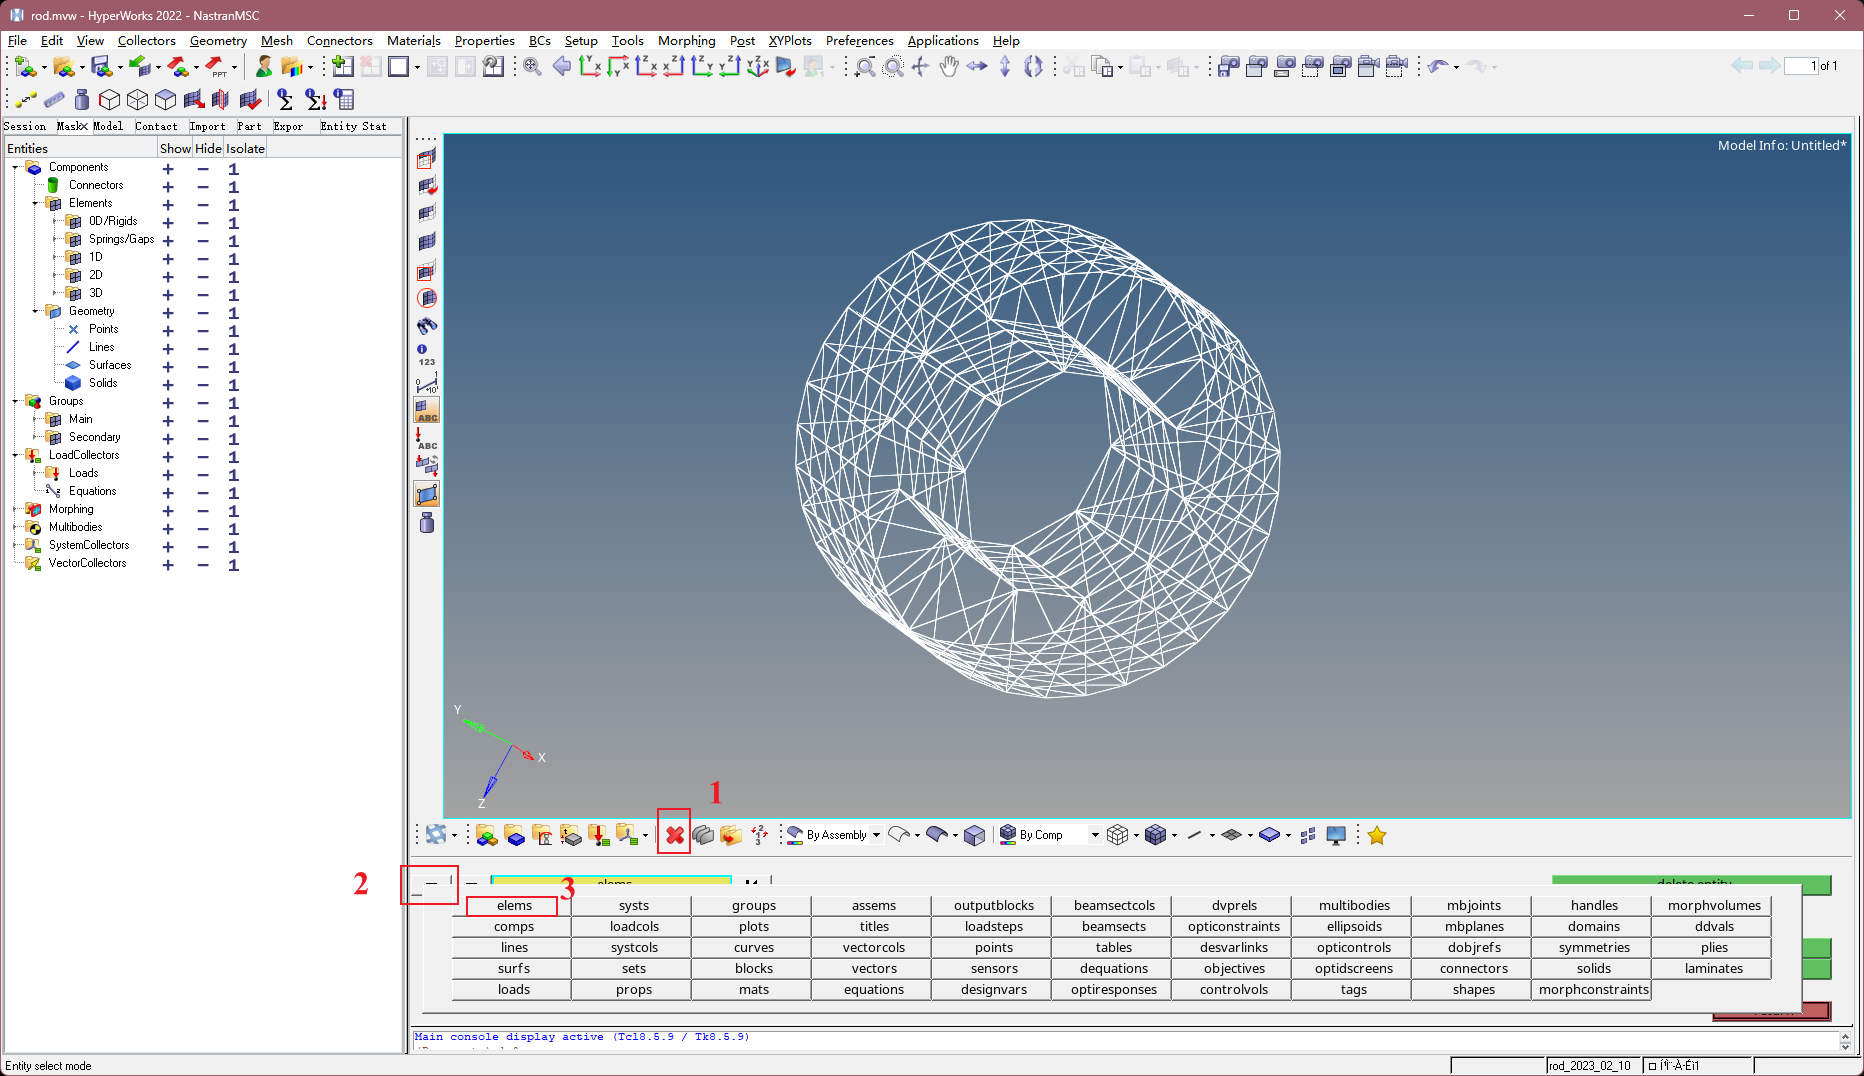 rod.mvw - HyperWorks 2022 - NastranMSC
File Edit View Collectors Geometry Mesh Connectors Materials Properties BCs Setup Tools Morphing Post XYPlots Preferences Applications Help
1 of 1
Session Mask Model Contact Import Part Expor Entity Stat
Entities Show Hide Isolate
Model Info: Untitled*
Components + − 1
Connectors + − 1
Elements + − 1
0D/Rigids + − 1
Springs/Gaps + − 1
1D + − 1
2D + − 1
3D + − 1
Geometry + − 1
Points + − 1
Lines + − 1
Surfaces + − 1
Solids + − 1
Groups + − 1
Main + − 1
Secondary + − 1
LoadCollectors + − 1
Loads + − 1
Equations + − 1
Morphing + − 1
Multibodies + − 1
SystemCollectors + − 1
VectorCollectors + − 1
123
ABC
ABC
Y
X
Z
1
By Assembly By Comp
2
3
elems delete entity
elems systs groups assems outputblocks beamsectcols dvprels multibodies mbjoints handles morphvolumes
comps loadcols plots titles loadsteps beamsects opticonstraints ellipsoids mbplanes domains ddvals
lines systcols curves vectorcols points tables desvarlinks opticontrols dobjrefs symmetries plies
surfs sets blocks vectors sensors dequations objectives optidscreens connectors solids laminates
loads props mats equations designvars optiresponses controlvols tags shapes morphconstraints
Main console display active (Tcl8.5.9 / Tk8.5.9)
Entity select mode
rod_2023_02_10